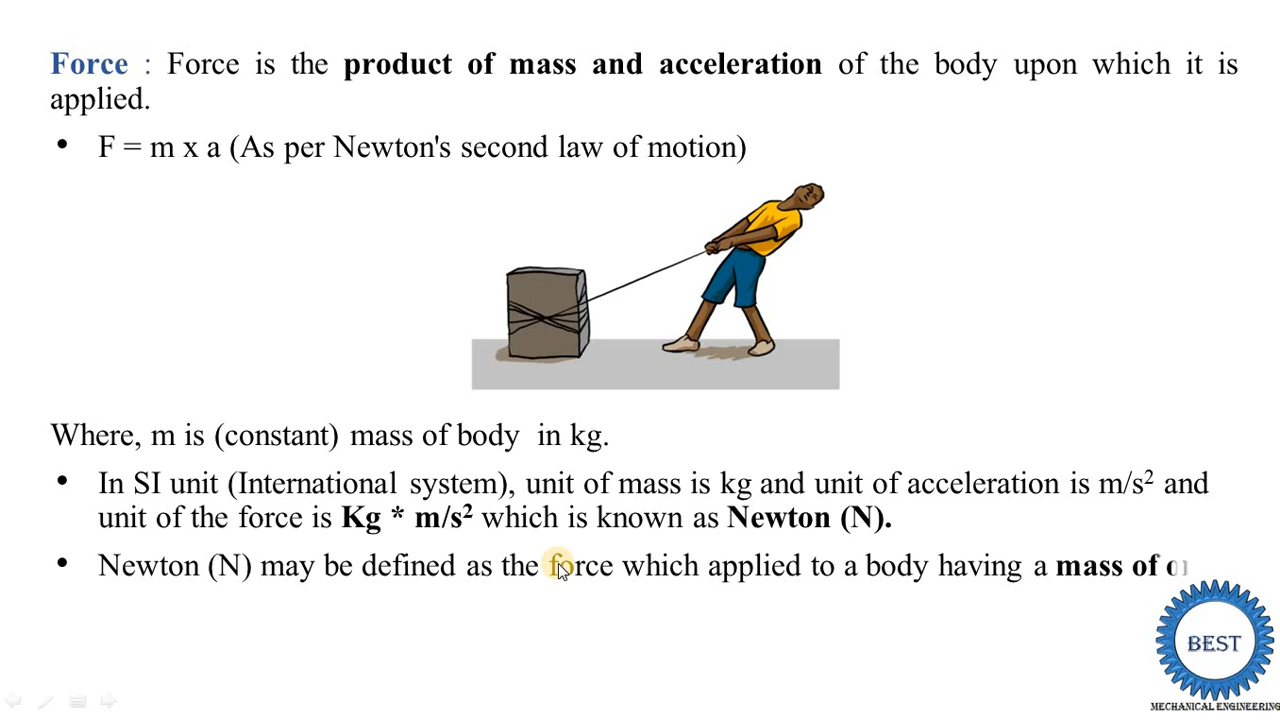 Force : Force is the product of mass and acceleration of the body upon which it is
applied.
• F = m x a (As per Newton's second law of motion)
Where, m is (constant) mass of body in kg.
• In SI unit (International system), unit of mass is kg and unit of acceleration is m/s² and
unit of the force is Kg * m/s² which is known as Newton (N).
• Newton (N) may be defined as the force which applied to a body having a mass of
BEST
MECHANICAL ENGINEERING